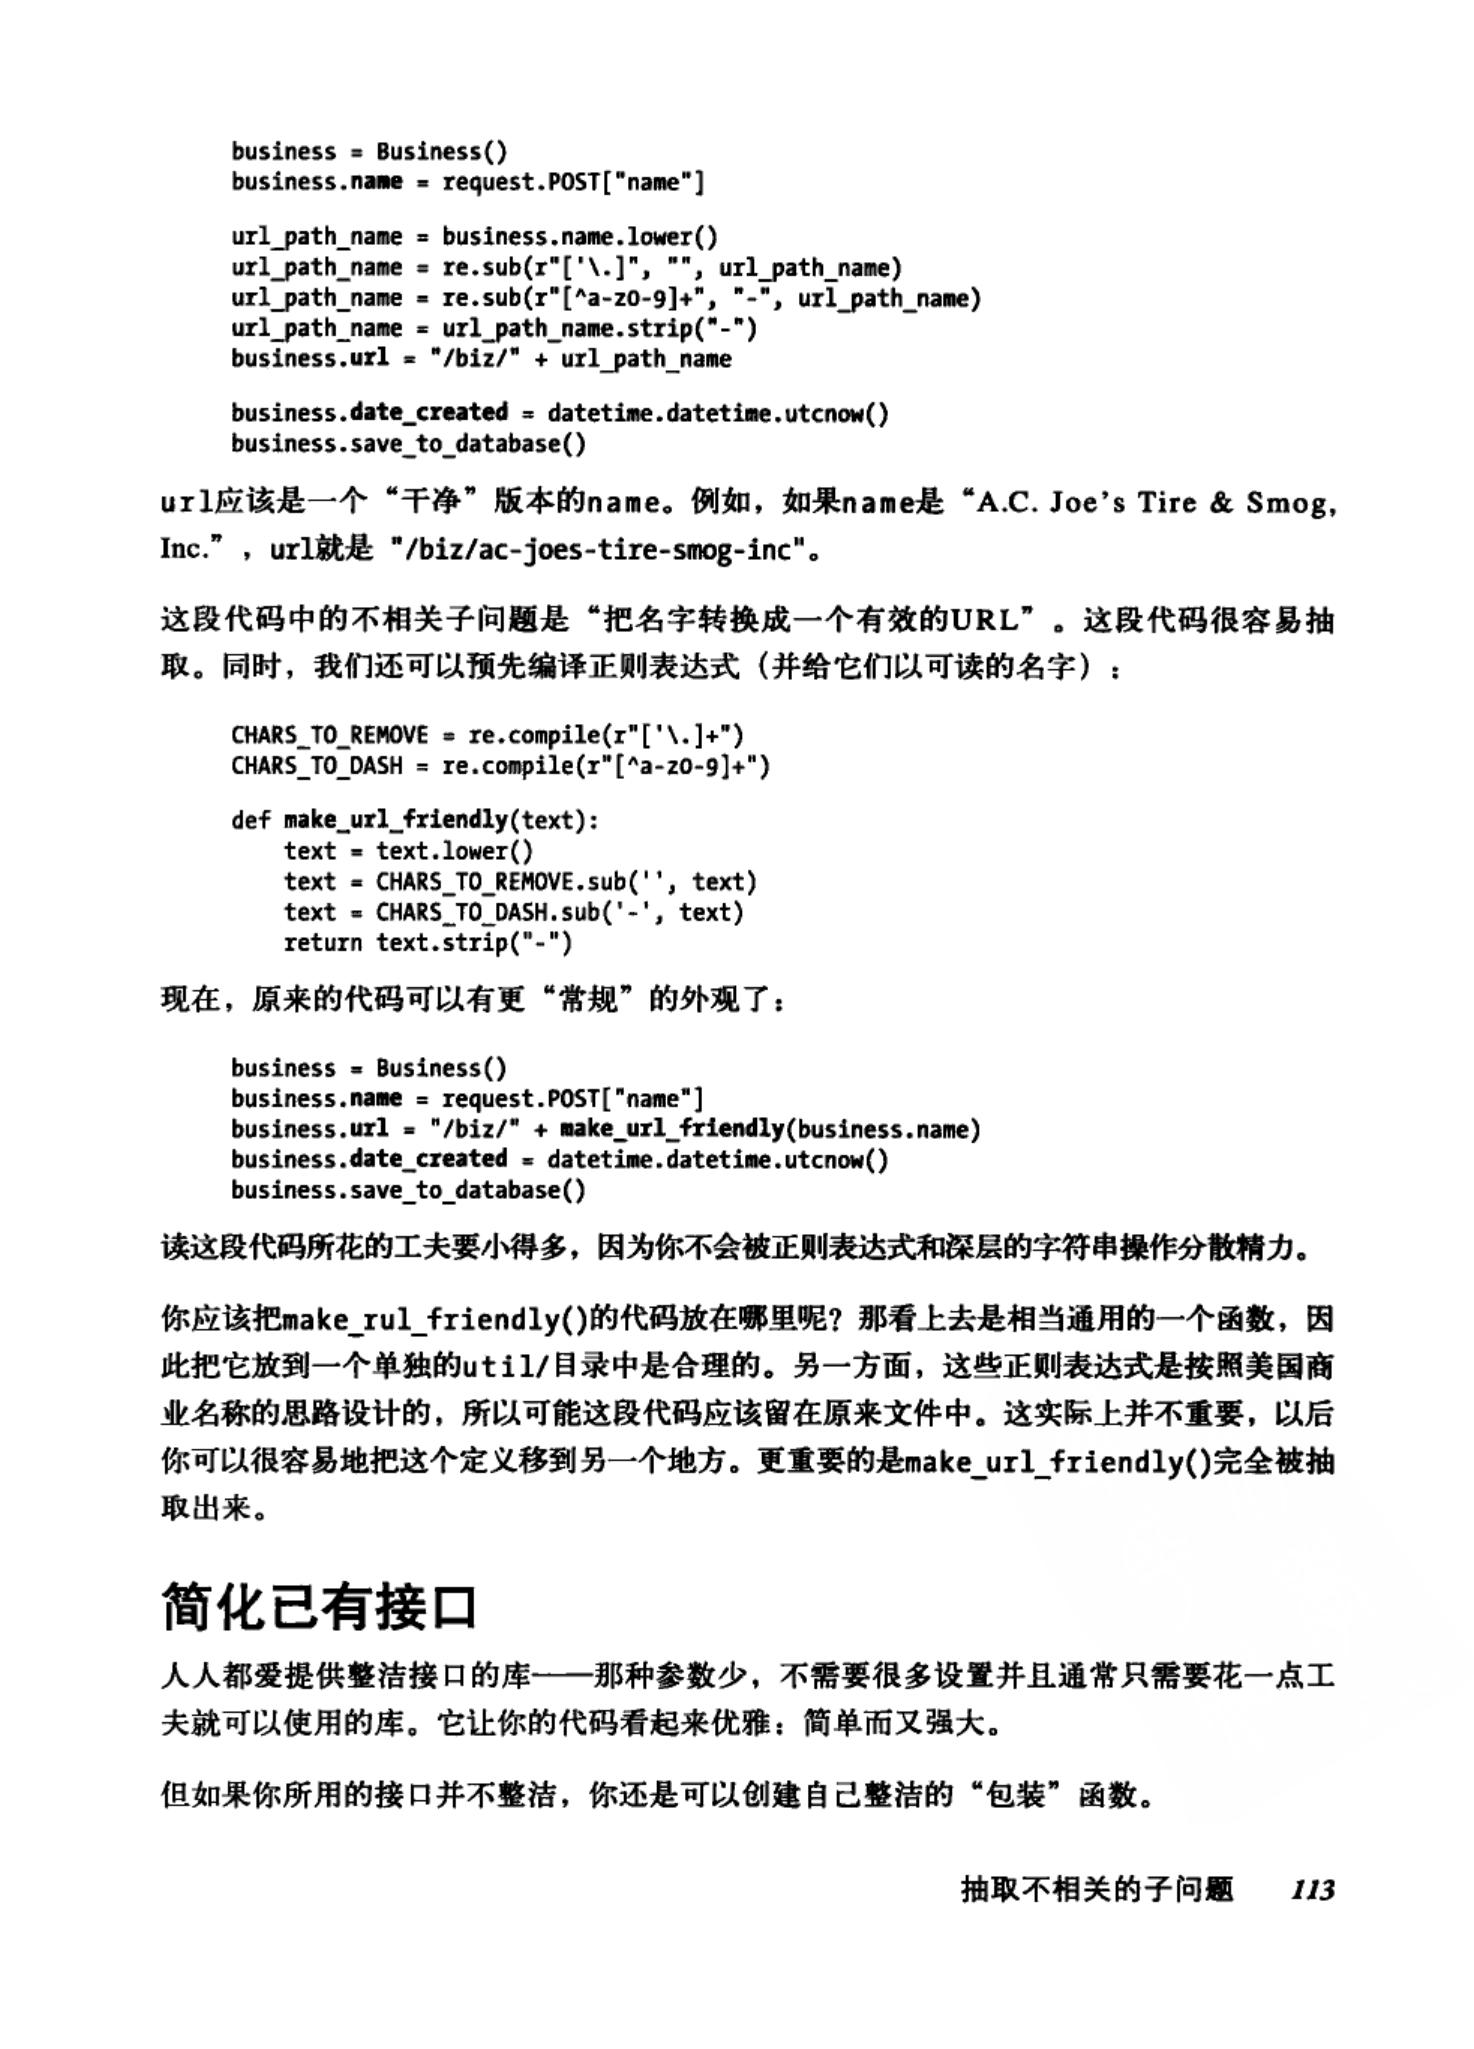 business = Business()
business.name = request.POST["name"]
url_path_name = business.name.lower()
url_path_name = re.sub(r"['\.]", "", url_path_name)
url_path_name = re.sub(r"[^a-z0-9]+", "-", url_path_name)
url_path_name = url_path_name.strip("-")
business.url = "/biz/" + url_path_name
business.date_created = datetime.datetime.utcnow()
business.save_to_database()
url应该是一个“干净”版本的name。例如，如果name是“A.C. Joe’s Tire & Smog,
Inc.”，url就是 "/biz/ac-joes-tire-smog-inc"。
这段代码中的不相关子问题是“把名字转换成一个有效的URL”。这段代码很容易抽
取。同时，我们还可以预先编译正则表达式（并给它们以可读的名字）：
CHARS_TO_REMOVE = re.compile(r"['\.]+")
CHARS_TO_DASH = re.compile(r"[^a-z0-9]+")
def make_url_friendly(text):
    text = text.lower()
    text = CHARS_TO_REMOVE.sub('', text)
    text = CHARS_TO_DASH.sub('-', text)
    return text.strip("-")
现在，原来的代码可以有更“常规”的外观了：
business = Business()
business.name = request.POST["name"]
business.url = "/biz/" + make_url_friendly(business.name)
business.date_created = datetime.datetime.utcnow()
business.save_to_database()
读这段代码所花的工夫要小得多，因为你不会被正则表达式和深层的字符串操作分散精力。
你应该把make_rul_friendly()的代码放在哪里呢？那看上去是相当通用的一个函数，因
此把它放到一个单独的util/目录中是合理的。另一方面，这些正则表达式是按照美国商
业名称的思路设计的，所以可能这段代码应该留在原来文件中。这实际上并不重要，以后
你可以很容易地把这个定义移到另一个地方。更重要的是make_url_friendly()完全被抽
取出来。
简化已有接口
人人都爱提供整洁接口的库——那种参数少，不需要很多设置并且通常只需要花一点工
夫就可以使用的库。它让你的代码看起来优雅：简单而又强大。
但如果你所用的接口并不整洁，你还是可以创建自己整洁的“包装”函数。
抽取不相关的子问题 113